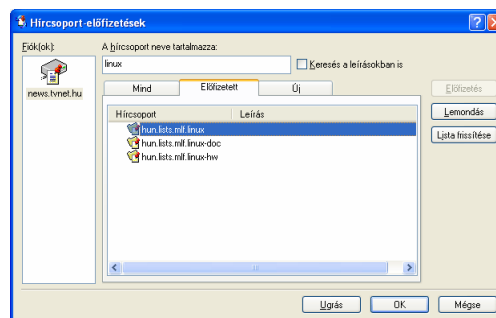 Hírcsoport-előfizetések
Fiók(ok):
A hírcsoport neve tartalmazza:
linux
Keresés a leírásokban is
news.tvnet.hu
Mind
Előfizetett
Új
Előfizetés
Hírcsoport
Leírás
Lemondás
hun.lists.mlf.linux
Lista frissítése
hun.lists.mlf.linux-doc
hun.lists.mlf.linux-hw
Ugrás
OK
Mégse